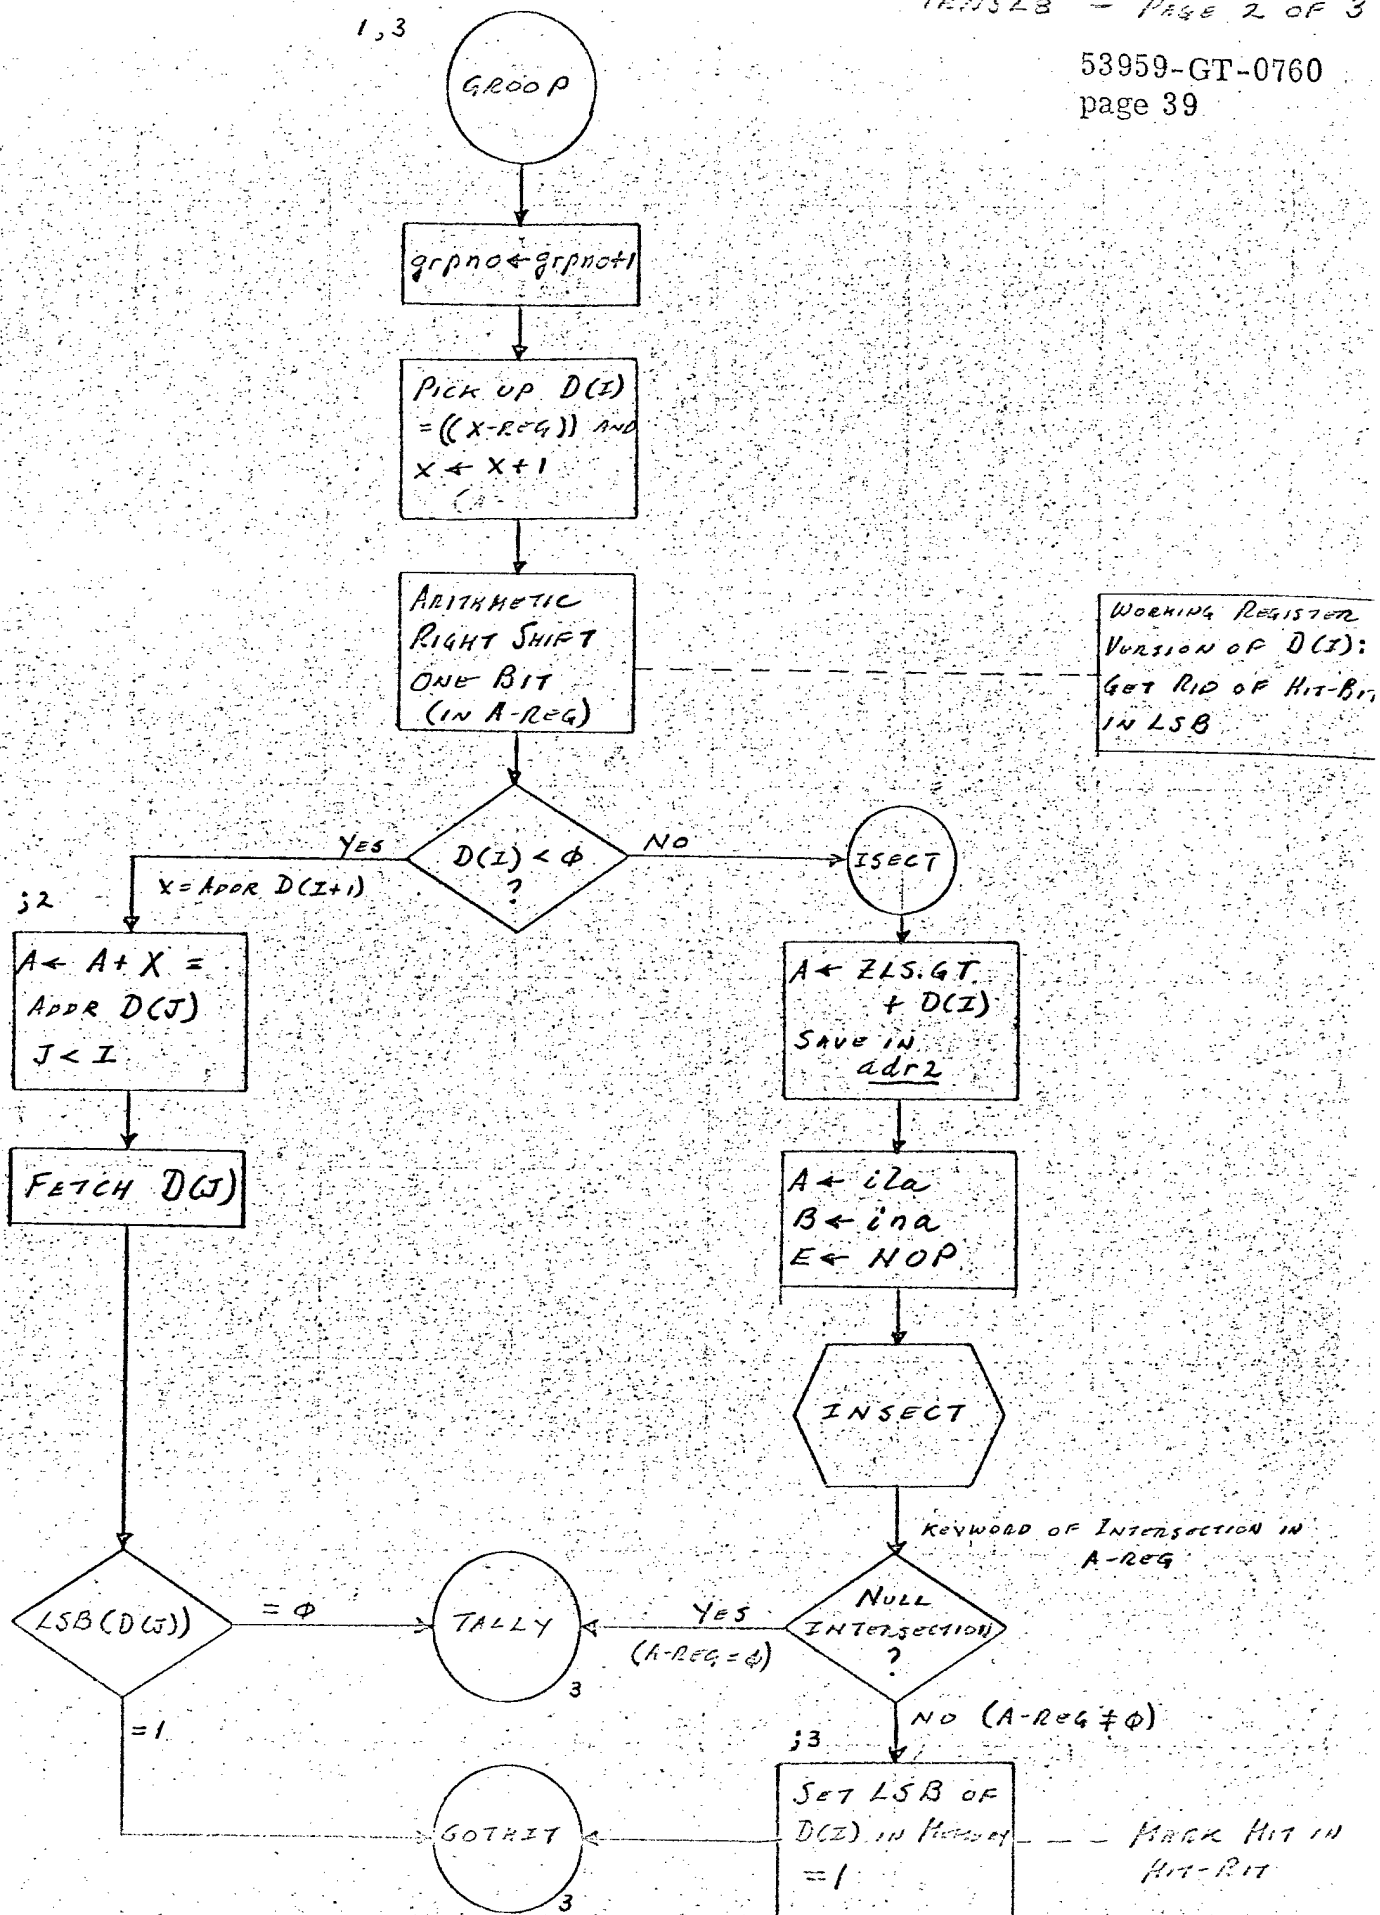 - PAGE 2 OF 3
53959-GT-0760
page 39
1,3
GROOP
grpno←grpno+1
PICK UP D(I)
=((X-REG)) AND
X ← X+1
ARITHMETIC
RIGHT SHIFT
ONE BIT
(IN A-REG)
WORKING REGISTER
VERSION OF D(I):
GET RID OF HIT-BIT
IN LSB
D(I) < φ
?
YES
NO
X = ADDR D(I+1)
ISECT
;2
A ← A + X =
ADDR D(J)
J < I
A ← ZLS.GT
+ D(I)
SAVE IN
adr2
FETCH D(J)
A ← ila
B ← ina
E ← NOP
INSECT
KEYWORD OF INTERSECTION IN
A-REG
LSB(D(J))
= φ
TALLY
3
YES
(A-REG = φ)
NULL
INTERSECTION
?
= 1
NO (A-REG ≠ φ)
;3
SET LSB OF
D(I) IN MEMORY
= 1
GOTHIT
3
MARK HIT IN
HIT-BIT